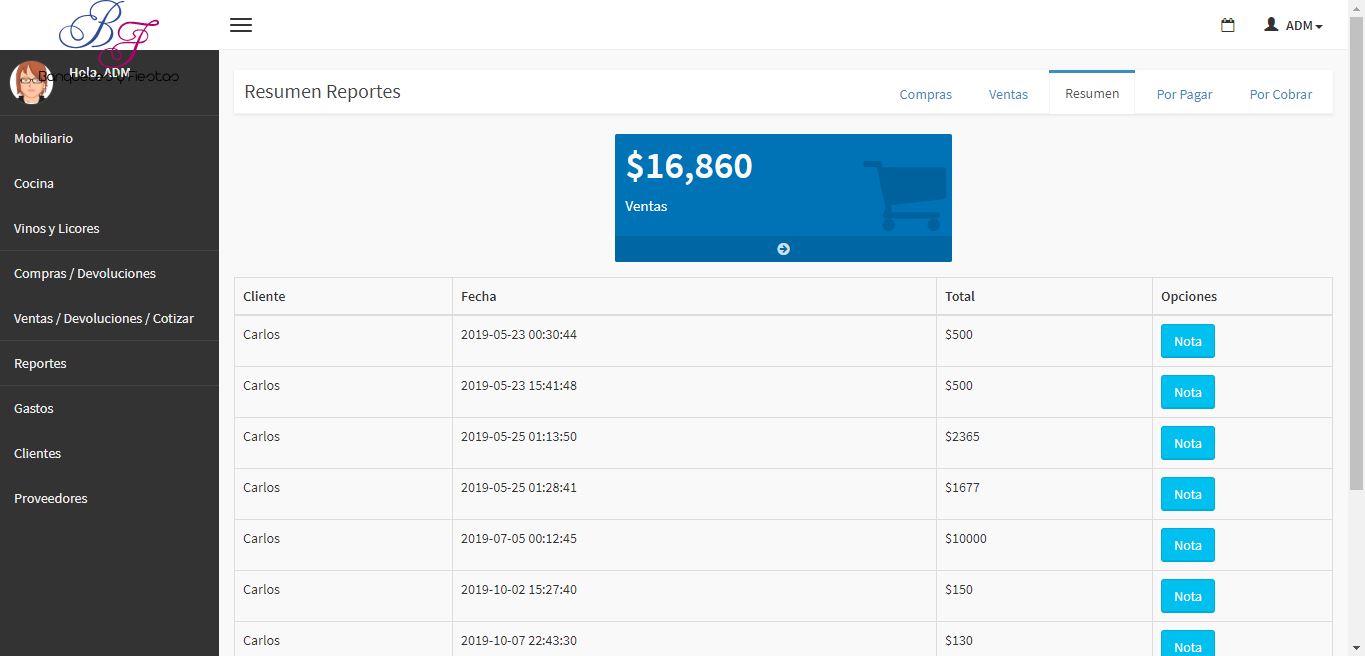 BF
Banquetes y Fiestas
ADM
Hola, ADM
Mobiliario
Cocina
Vinos y Licores
Compras / Devoluciones
Ventas / Devoluciones / Cotizar
Reportes
Gastos
Clientes
Proveedores
Resumen Reportes
Compras Ventas Resumen Por Pagar Por Cobrar
$16,860
Ventas
Cliente Fecha Total Opciones
Carlos 2019-05-23 00:30:44 $500 Nota
Carlos 2019-05-23 15:41:48 $500 Nota
Carlos 2019-05-25 01:13:50 $2365 Nota
Carlos 2019-05-25 01:28:41 $1677 Nota
Carlos 2019-07-05 00:12:45 $10000 Nota
Carlos 2019-10-02 15:27:40 $150 Nota
Carlos 2019-10-07 22:43:30 $130 Nota